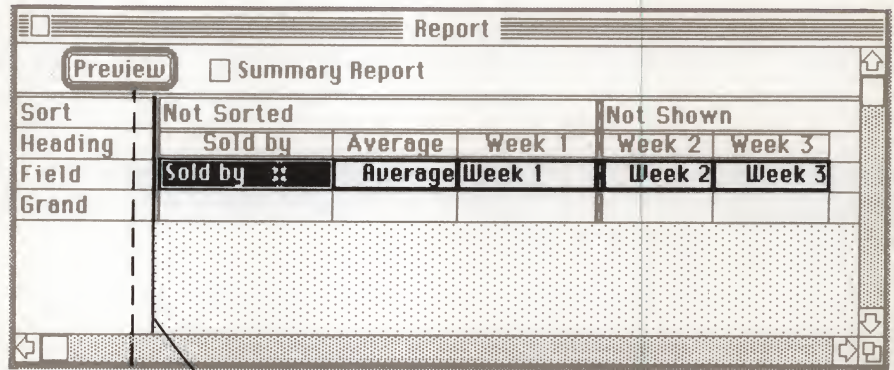 Report
Preview Summary Report
Sort Not Sorted Not Shown
Heading Sold by Average Week 1 Week 2 Week 3
Field Sold by Average Week 1 Week 2 Week 3
Grand